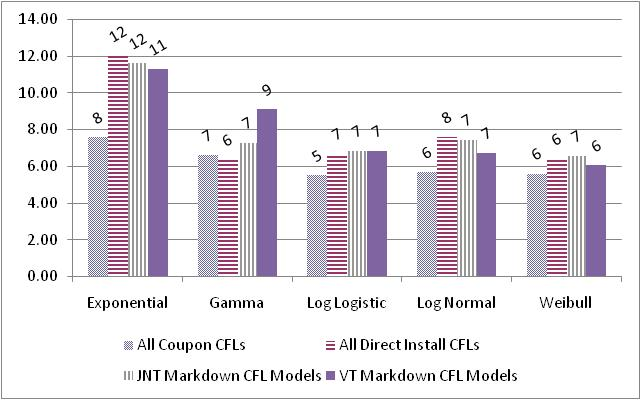 14.00
12.00
10.00
8.00
6.00
4.00
2.00
0.00
8 12 12 11
7 6 7 9
5 7 7 7
6 8 7 7
6 6 7 6
Exponential Gamma Log Logistic Log Normal Weibull
All Coupon CFLs All Direct Install CFLs
JNT Markdown CFL Models VT Markdown CFL Models